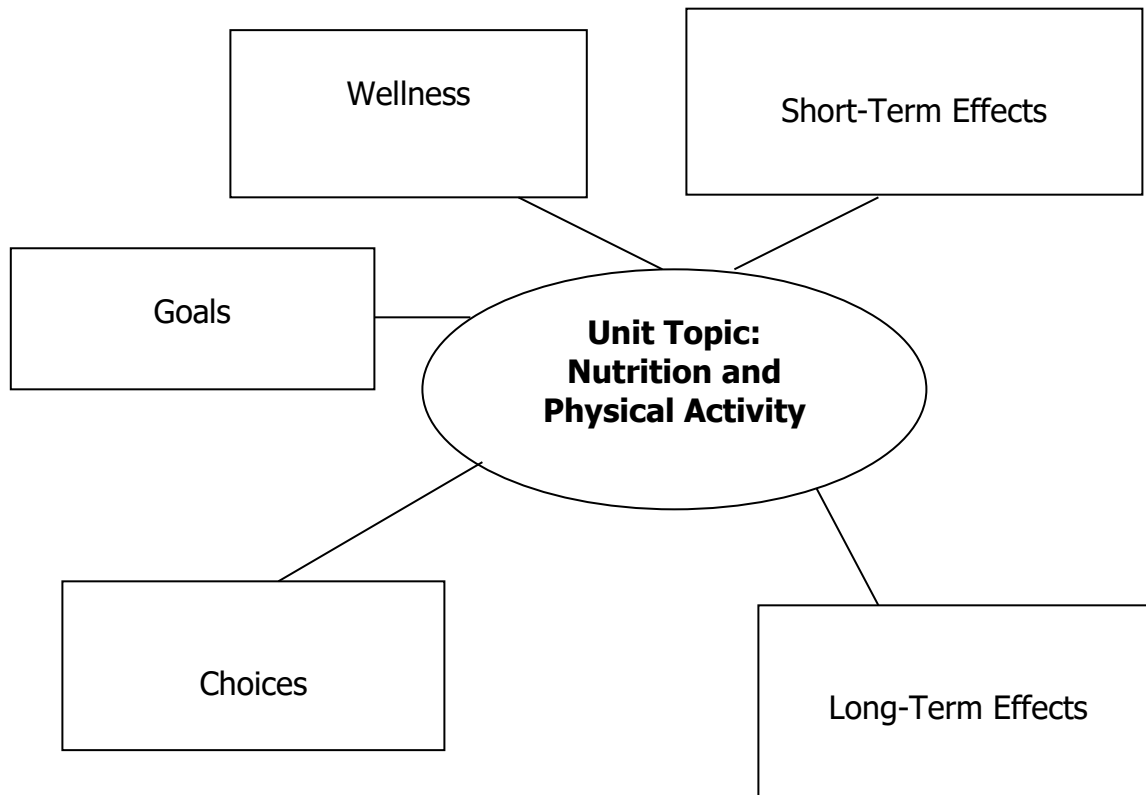 Wellness
Short-Term Effects
Goals
Unit Topic:
Nutrition and
Physical Activity
Choices
Long-Term Effects